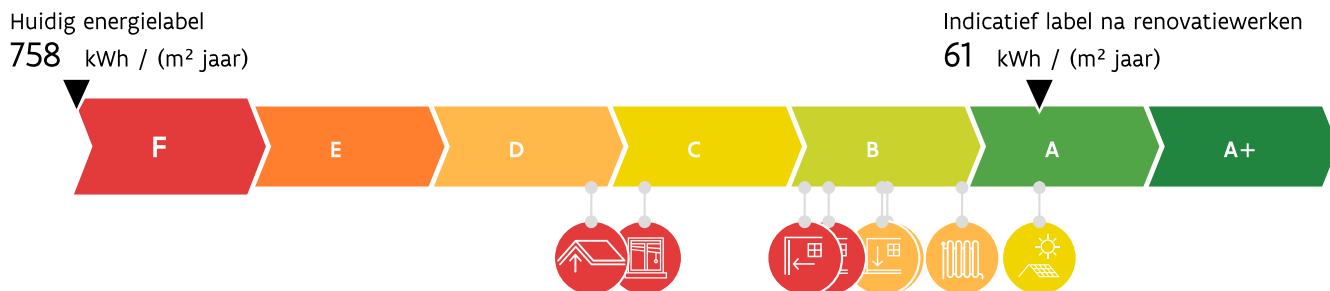 Huidig energielabel
758 kWh / (m² jaar)
Indicatief label na renovatiewerken
61 kWh / (m² jaar)
F E D C B A A+